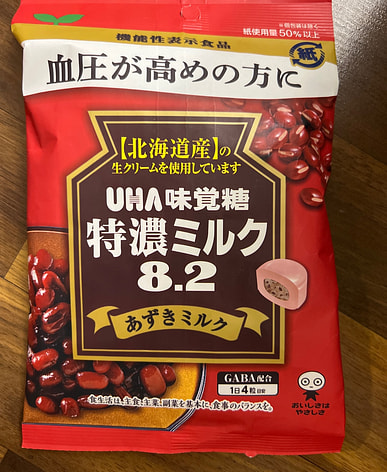 機能性表示食品
※個包装は除く
紙使用量50%以上
紙
血圧が高めの方に
【北海道産】の
生クリームを使用しています
UHA味覚糖
特濃ミルク
8.2
あずきミルク
GABA配合
1日4粒目安
おいしさは
やさしさ
食生活は、主食、主菜、副菜を基本に、食事のバランスを。